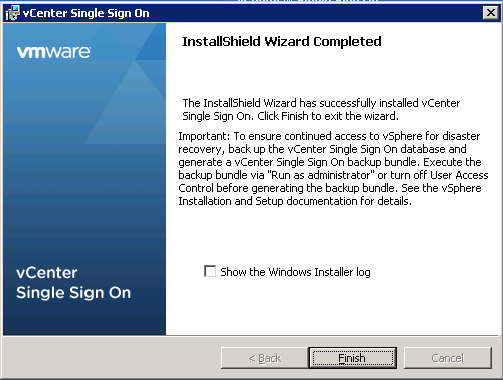 vCenter Single Sign On
vmware
InstallShield Wizard Completed
The InstallShield Wizard has successfully installed vCenter
Single Sign On. Click Finish to exit the wizard.
Important: To ensure continued access to vSphere for disaster
recovery, back up the vCenter Single Sign On database and
generate a vCenter Single Sign On backup bundle. Execute the
backup bundle via "Run as administrator" or turn off User Access
Control before generating the backup bundle. See the vSphere
Installation and Setup documentation for details.
Show the Windows Installer log
vCenter
Single Sign On
< Back
Finish
Cancel